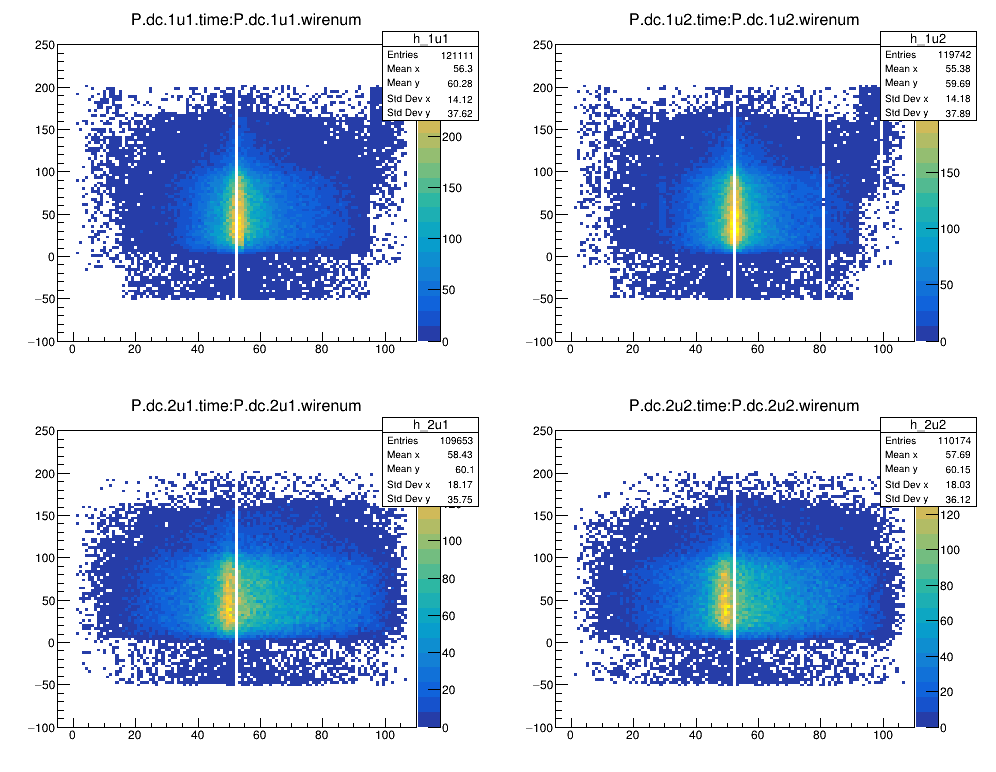 P.dc.1u1.time:P.dc.1u1.wirenum
h_1u1
Entries 121111
Mean x 56.3
Mean y 60.28
Std Dev x 14.12
Std Dev y 37.62
250
200
150
100
50
0
−50
−100
0 20 40 60 80 100
200
150
100
50
0
P.dc.1u2.time:P.dc.1u2.wirenum
h_1u2
Entries 119742
Mean x 55.38
Mean y 59.69
Std Dev x 14.18
Std Dev y 37.89
250
200
150
100
50
0
−50
−100
0 20 40 60 80 100
150
100
50
0
P.dc.2u1.time:P.dc.2u1.wirenum
h_2u1
Entries 109653
Mean x 58.43
Mean y 60.1
Std Dev x 18.17
Std Dev y 35.75
250
200
150
100
50
0
−50
−100
0 20 40 60 80 100
100
80
60
40
20
0
P.dc.2u2.time:P.dc.2u2.wirenum
h_2u2
Entries 110174
Mean x 57.69
Mean y 60.15
Std Dev x 18.03
Std Dev y 36.12
250
200
150
100
50
0
−50
−100
0 20 40 60 80 100
120
100
80
60
40
20
0